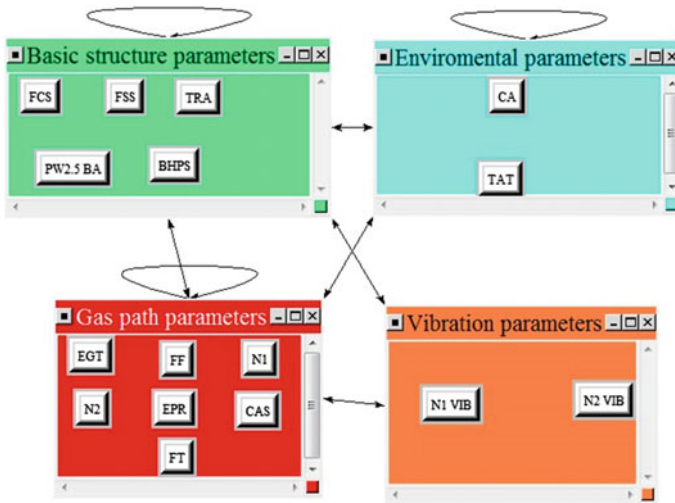 Basic structure parameters
FCS FSS TRA
PW2.5 BA BHPS
Enviromental parameters
CA
TAT
Gas path parameters
EGT FF N1
N2 EPR CAS
FT
Vibration parameters
N1 VIB N2 VIB